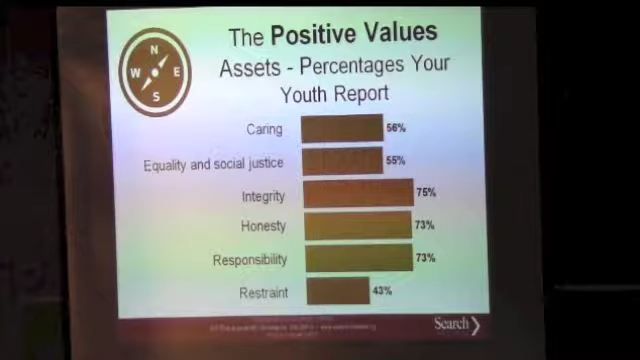 The Positive Values
Assets - Percentages Your
Youth Report
N
W E
S
Caring 56%
Equality and social justice 55%
Integrity 75%
Honesty 73%
Responsibility 73%
Restraint 43%
Search